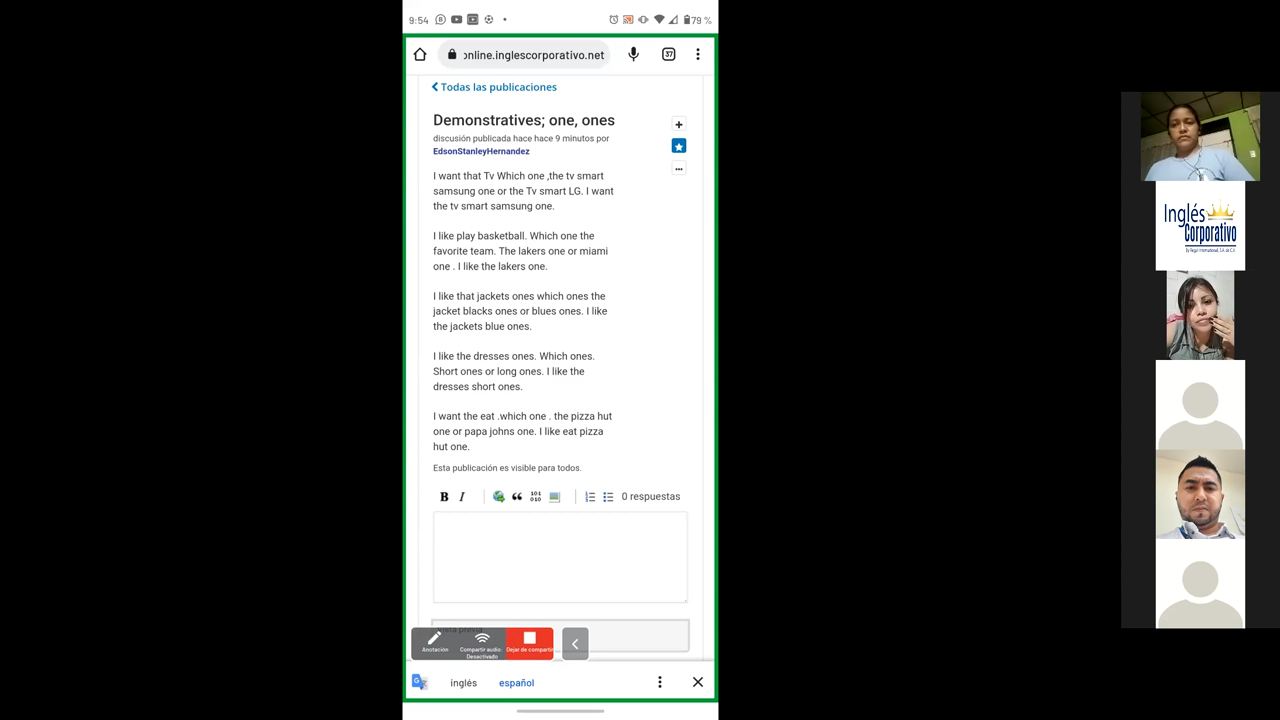 9:54
79 %
online.inglescorporativo.net
37
Todas las publicaciones
Demonstratives; one, ones
discusión publicada hace hace 9 minutos por
EdsonStanleyHernandez
I want that Tv Which one ,the tv smart
samsung one or the Tv smart LG. I want
the tv smart samsung one.
I like play basketball. Which one the
favorite team. The lakers one or miami
one . I like the lakers one.
I like that jackets ones which ones the
jacket blacks ones or blues ones. I like
the jackets blue ones.
I like the dresses ones. Which ones.
Short ones or long ones. I like the
dresses short ones.
I want the eat .which one . the pizza hut
one or papa johns one. I like eat pizza
hut one.
Esta publicación es visible para todos.
B I 101 010 0 respuestas
Anotación
Compartir audio:
Desactivado
Dejar de compartir
inglés español
Inglés
Corporativo